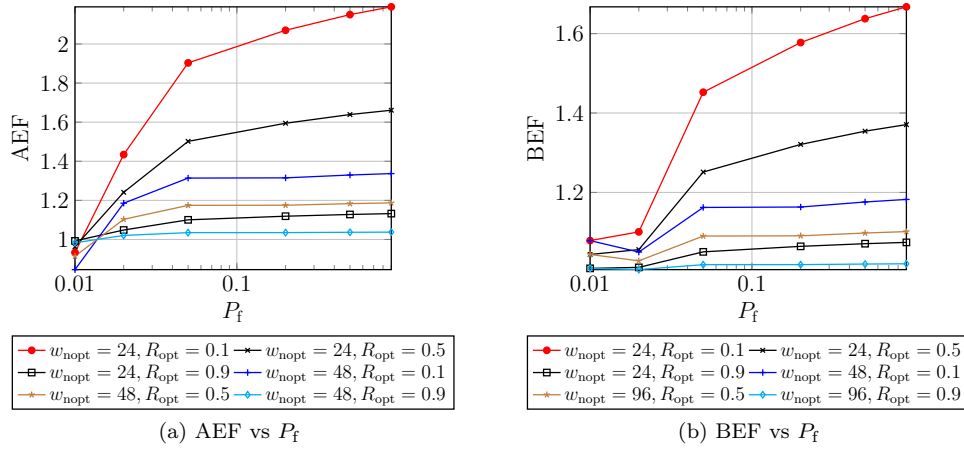 2
1.8
1.6
1.4
1.2
1
AEF
0.01
0.1
P_f
w_nopt = 24, R_opt = 0.1
w_nopt = 24, R_opt = 0.5
w_nopt = 24, R_opt = 0.9
w_nopt = 48, R_opt = 0.1
w_nopt = 48, R_opt = 0.5
w_nopt = 48, R_opt = 0.9
(a) AEF vs P_f
1.6
1.4
1.2
BEF
0.01
0.1
P_f
w_nopt = 24, R_opt = 0.1
w_nopt = 24, R_opt = 0.5
w_nopt = 24, R_opt = 0.9
w_nopt = 48, R_opt = 0.1
w_nopt = 96, R_opt = 0.5
w_nopt = 96, R_opt = 0.9
(b) BEF vs P_f